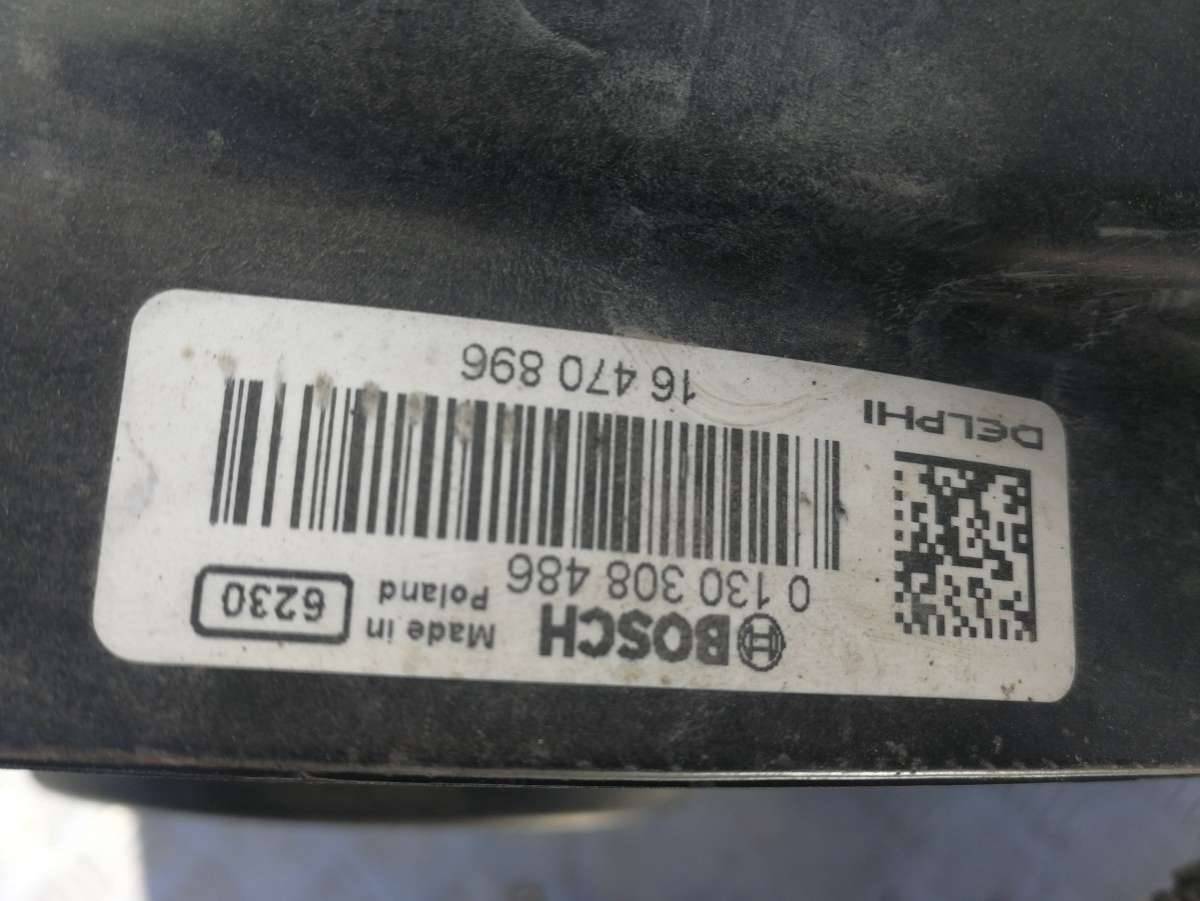 BOSCH
Made in
Poland
6230
0 130 308 486
16 470 896
DELPHI